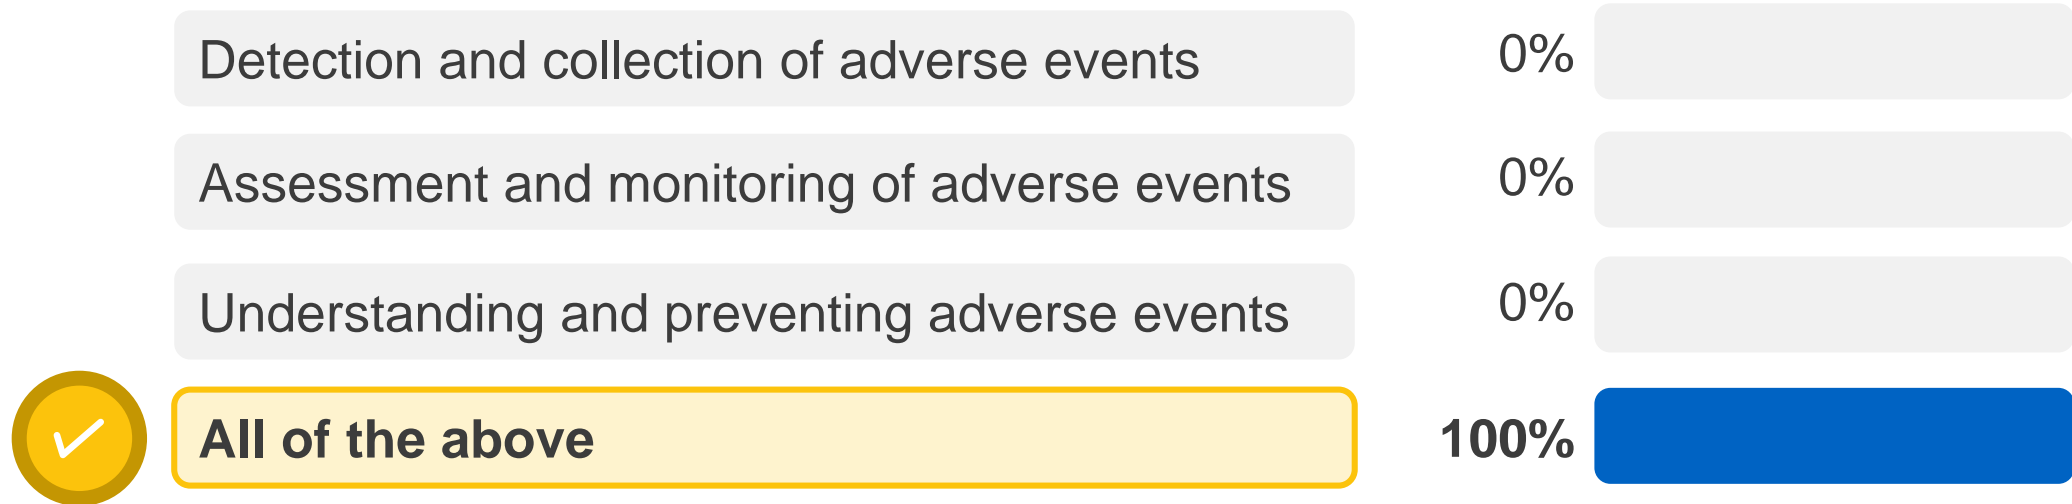 Detection and collection of adverse events 0%
Assessment and monitoring of adverse events 0%
Understanding and preventing adverse events 0%
All of the above 100%